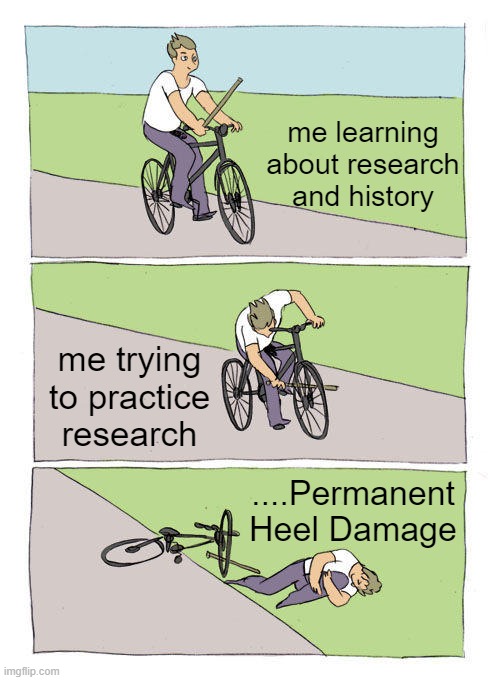 me learning
about research
and history
me trying
to practice
research
....Permanent
Heel Damage
imgflip.com